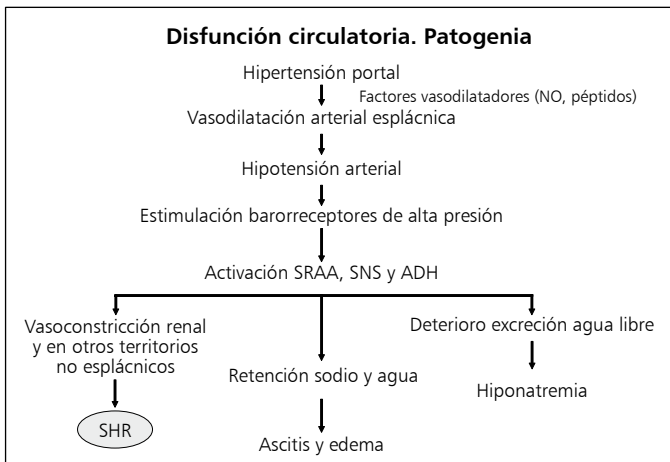 Disfunción circulatoria. Patogenia
Hipertensión portal
Factores vasodilatadores (NO, péptidos)
Vasodilatación arterial esplácnica
Hipotensión arterial
Estimulación barorreceptores de alta presión
Activación SRAA, SNS y ADH
Vasoconstricción renal
y en otros territorios
no esplácnicos
SHR
Retención sodio y agua
Ascitis y edema
Deterioro excreción agua libre
Hiponatremia